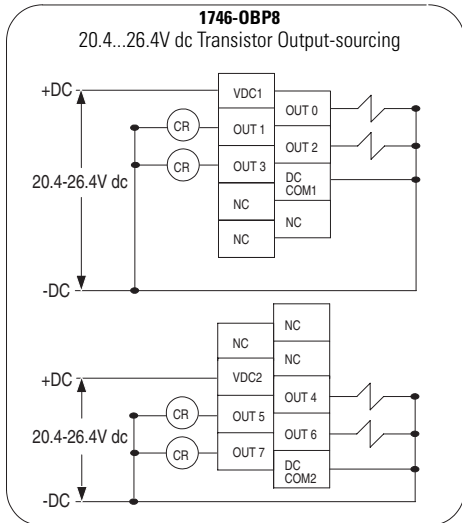 1746-OBP8
20.4...26.4V dc Transistor Output-sourcing
+DC
VDC1
OUT 0
CR
OUT 1
OUT 2
CR
OUT 3
DC
COM1
20.4-26.4V dc
NC
NC
NC
-DC
NC
NC
NC
+DC
VDC2
OUT 4
CR
OUT 5
OUT 6
20.4-26.4V dc
CR
OUT 7
DC
COM2
-DC